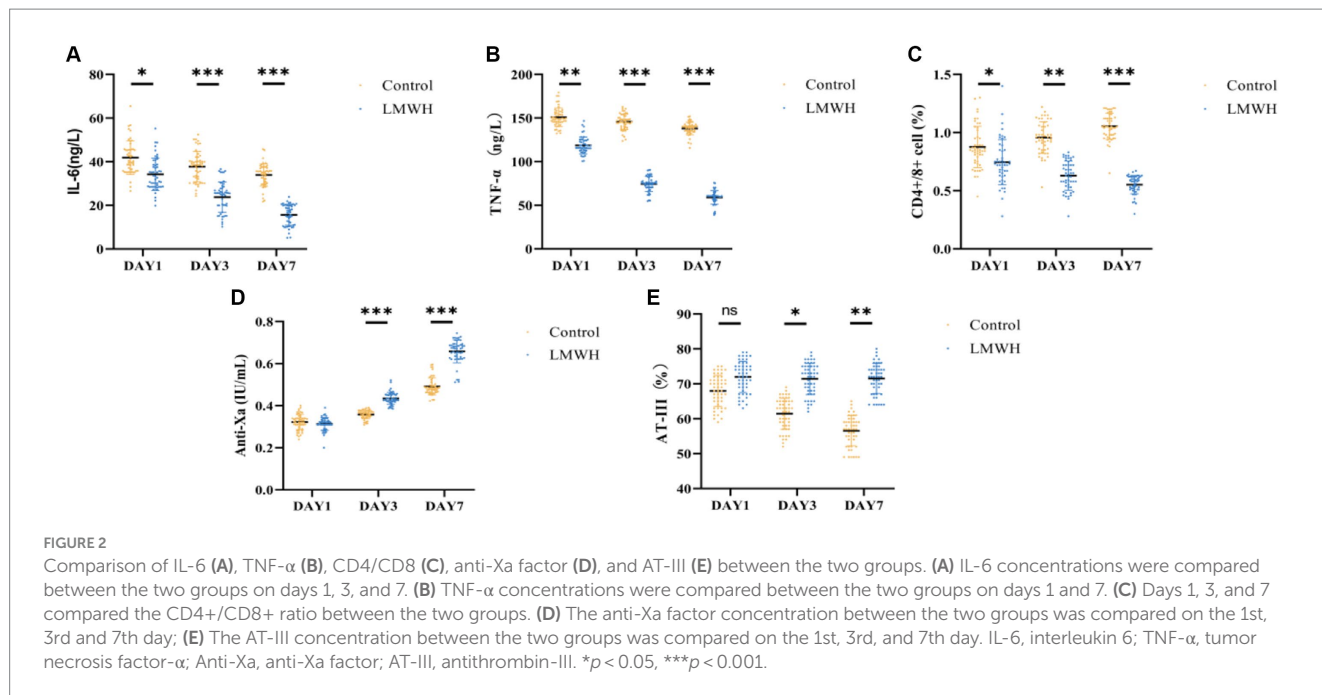 A
*
***
***
80
60
40
20
0
IL-6(ng/L)
DAY1
DAY3
DAY7
Control
LMWH
B
**
***
***
200
150
100
50
0
TNF-α (ng/L)
DAY1
DAY3
DAY7
Control
LMWH
C
*
**
***
1.5
1.0
0.5
0.0
CD4+/8+ cell (%)
DAY1
DAY3
DAY7
Control
LMWH
D
***
***
0.8
0.6
0.4
0.2
0.0
Anti-Xa (IU/mL)
DAY1
DAY3
DAY7
Control
LMWH
E
ns
*
**
90
80
70
60
50
40
AT-III (%)
DAY1
DAY3
DAY7
Control
LMWH
FIGURE 2
Comparison of IL-6 (A), TNF-α (B), CD4/CD8 (C), anti-Xa factor (D), and AT-III (E) between the two groups. (A) IL-6 concentrations were compared
between the two groups on days 1, 3, and 7. (B) TNF-α concentrations were compared between the two groups on days 1 and 7. (C) Days 1, 3, and 7
compared the CD4+/CD8+ ratio between the two groups. (D) The anti-Xa factor concentration between the two groups was compared on the 1st,
3rd and 7th day; (E) The AT-III concentration between the two groups was compared on the 1st, 3rd, and 7th day. IL-6, interleukin 6; TNF-α, tumor
necrosis factor-α; Anti-Xa, anti-Xa factor; AT-III, antithrombin-III. *p < 0.05, ***p < 0.001.